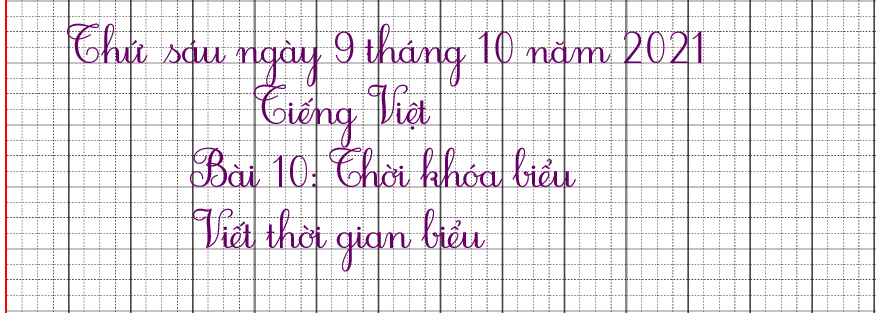 Thứ sáu ngày 9 tháng 10 năm 2021
Tiếng Việt
Bài 10: Thời khóa biểu
Viết thời gian biểu